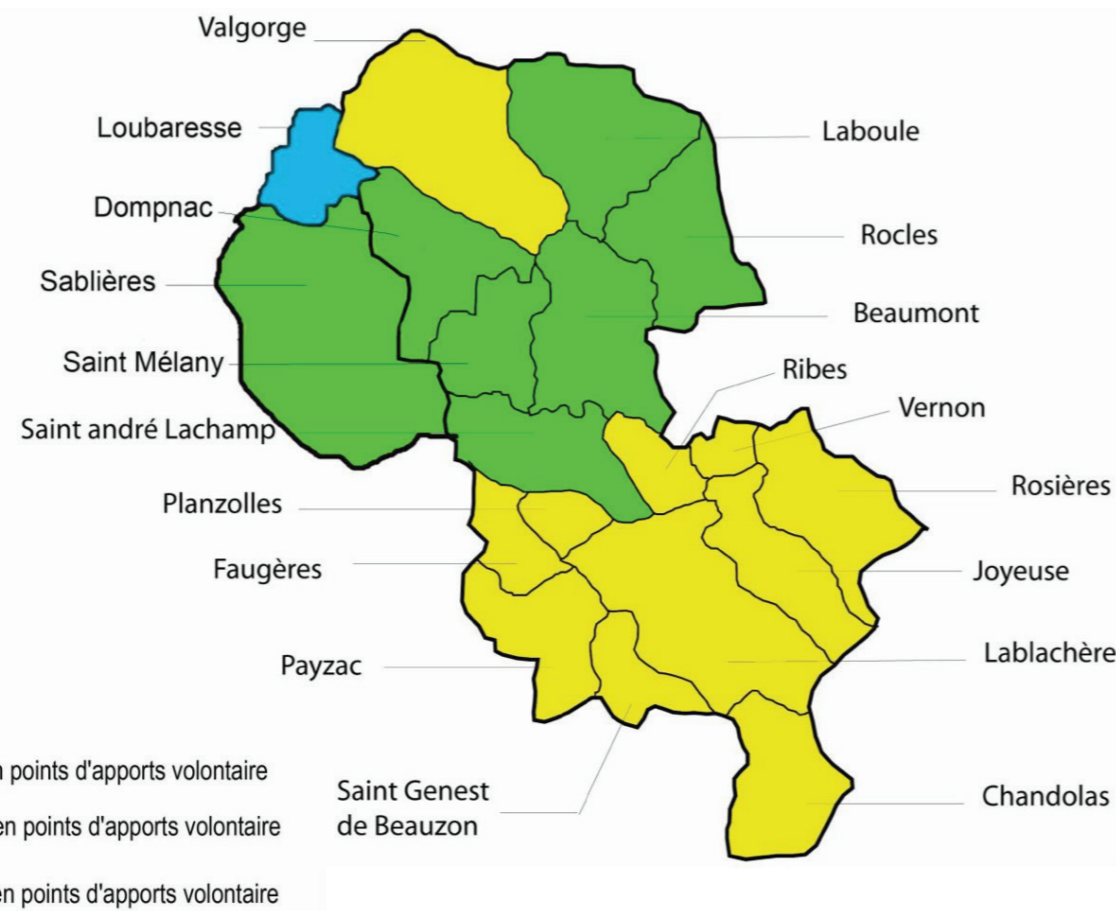 Valgorge
Loubaresse
Laboule
Dompnac
Rocles
Sablières
Beaumont
Saint Mélany
Ribes
Vernon
Saint andré Lachamp
Rosières
Planzolles
Faugères
Joyeuse
Payzac
Lablachère
points d'apports volontaire
Saint Genest
de Beauzon
Chandolas
en points d'apports volontaire
en points d'apports volontaire